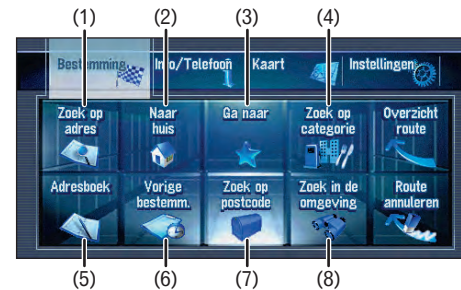 (1) (2) (3) (4)
Bestemming Info/Telefoon Kaart Instellingen
Zoek op adres
Naar huis
Ga naar
Zoek op categorie
Overzicht route
Adresboek
Vorige bestemm.
Zoek op postcode
Zoek in de omgeving
Route annuleren
(5) (6) (7) (8)